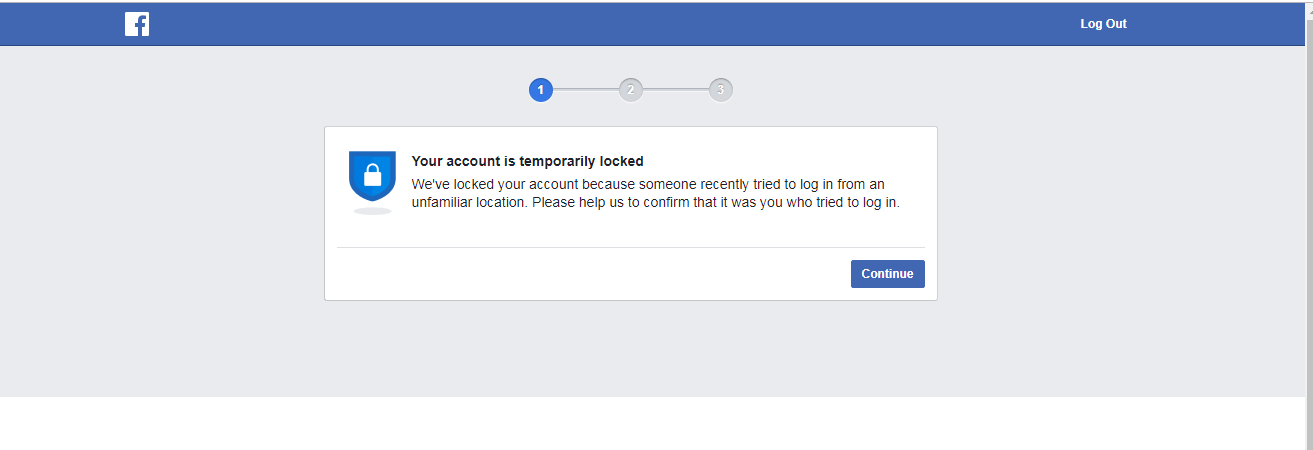 f
Log Out
1 2 3
Your account is temporarily locked
We've locked your account because someone recently tried to log in from an
unfamiliar location. Please help us to confirm that it was you who tried to log in.
Continue